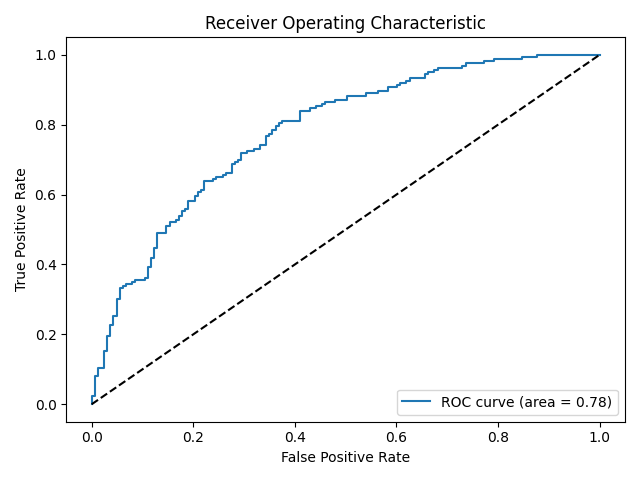 Receiver Operating Characteristic
1.0
0.8
0.6
0.4
0.2
0.0
True Positive Rate
ROC curve (area = 0.78)
0.0 0.2 0.4 0.6 0.8 1.0
False Positive Rate